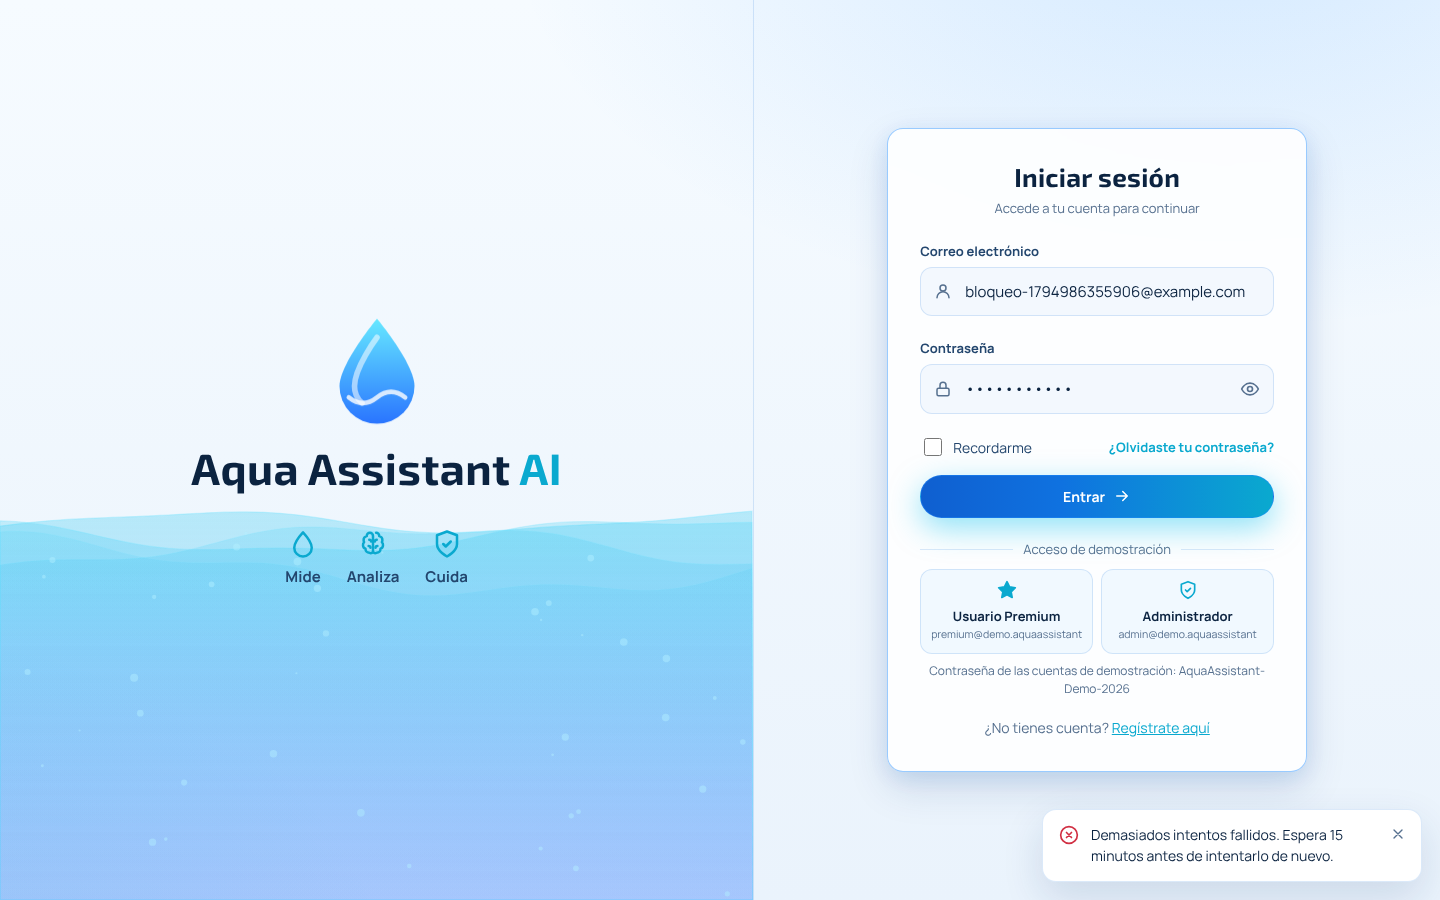 Aqua Assistant AI
Mide
Analiza
Cuida
Iniciar sesión
Accede a tu cuenta para continuar
Correo electrónico
bloqueo-1794986355906@example.com
Contraseña
•••••••••••
Recordarme
¿Olvidaste tu contraseña?
Entrar
Acceso de demostración
Usuario Premium
premium@demo.aquaassistant
Administrador
admin@demo.aquaassistant
Contraseña de las cuentas de demostración: AquaAssistant-
Demo-2026
¿No tienes cuenta? Regístrate aquí
Demasiados intentos fallidos. Espera 15
minutos antes de intentarlo de nuevo.